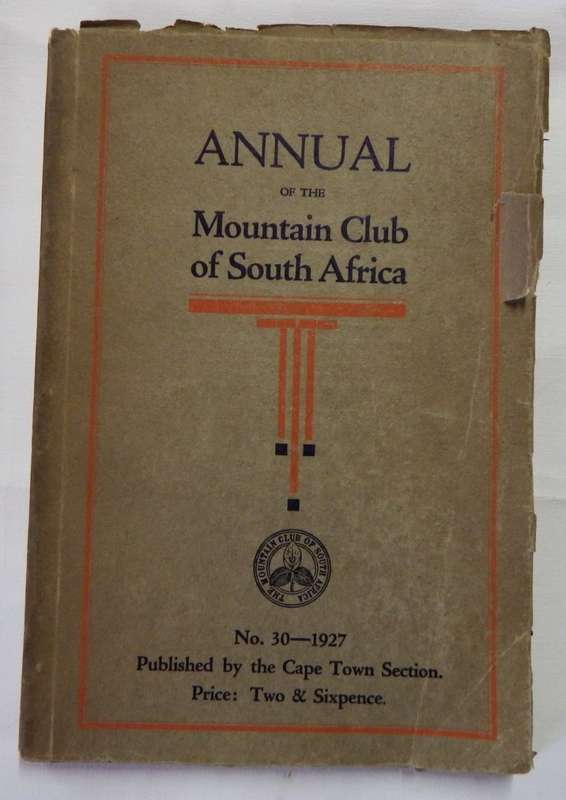 ANNUAL
OF THE
Mountain Club
of South Africa
THE MOUNTAIN CLUB OF SOUTH AFRICA
No. 30—1927
Published by the Cape Town Section.
Price: Two & Sixpence.